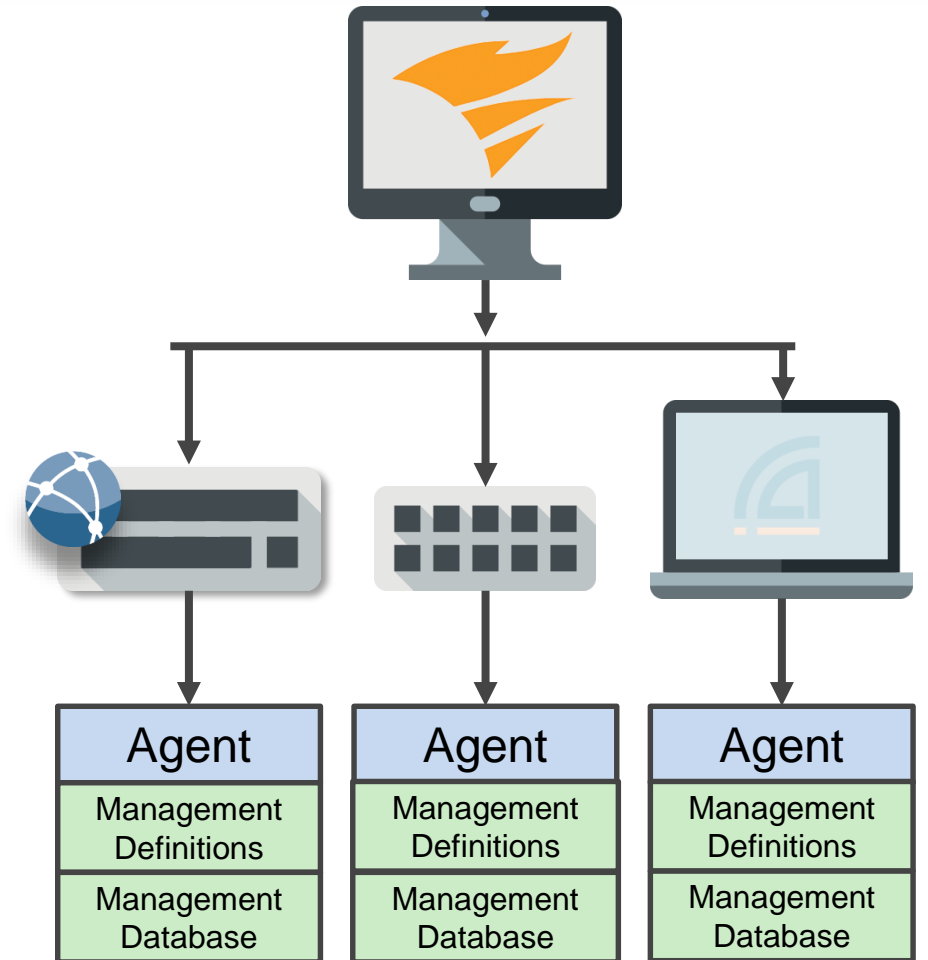 Agent
Management
Definitions
Management
Database
Agent
Management
Definitions
Management
Database
Agent
Management
Definitions
Management
Database